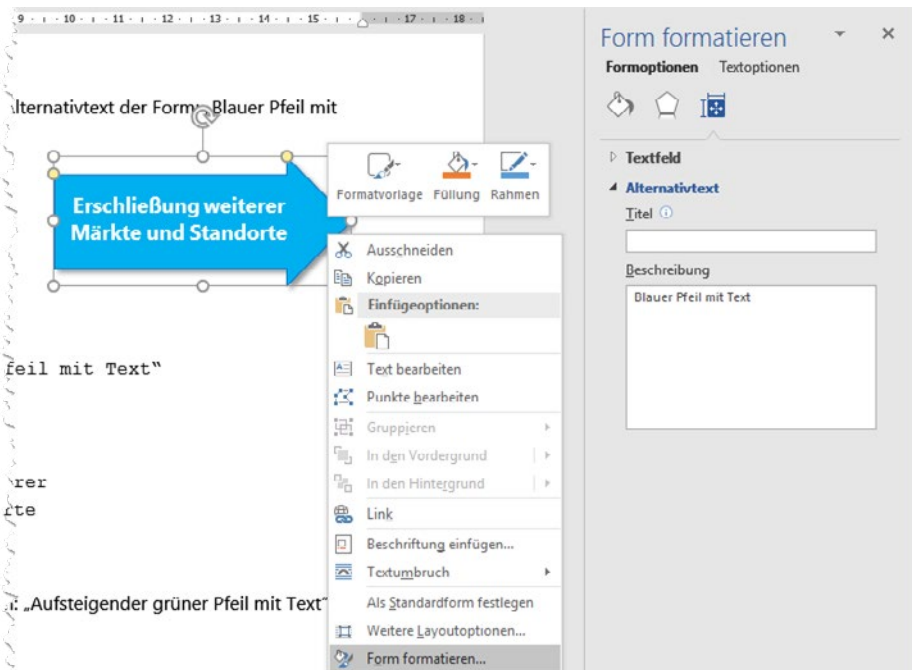 9 · 10 · 11 · 12 · 13 · 14 · 15 · 17 · 18
Alternativtext der Form: „Blauer Pfeil mit
Erschließung weiterer
Märkte und Standorte
feil mit Text“
rer
rte
„Aufsteigender grüner Pfeil mit Text“
Formatvorlage Füllung Rahmen
Ausschneiden
Kopieren
Einfügeoptionen:
Text bearbeiten
Punkte bearbeiten
Gruppieren
In den Vordergrund
In den Hintergrund
Link
Beschriftung einfügen...
Textumbruch
Als Standardform festlegen
Weitere Layoutoptionen...
Form formatieren...
Form formatieren
Formoptionen Textoptionen
Textfeld
Alternativtext
Titel
Beschreibung
Blauer Pfeil mit Text